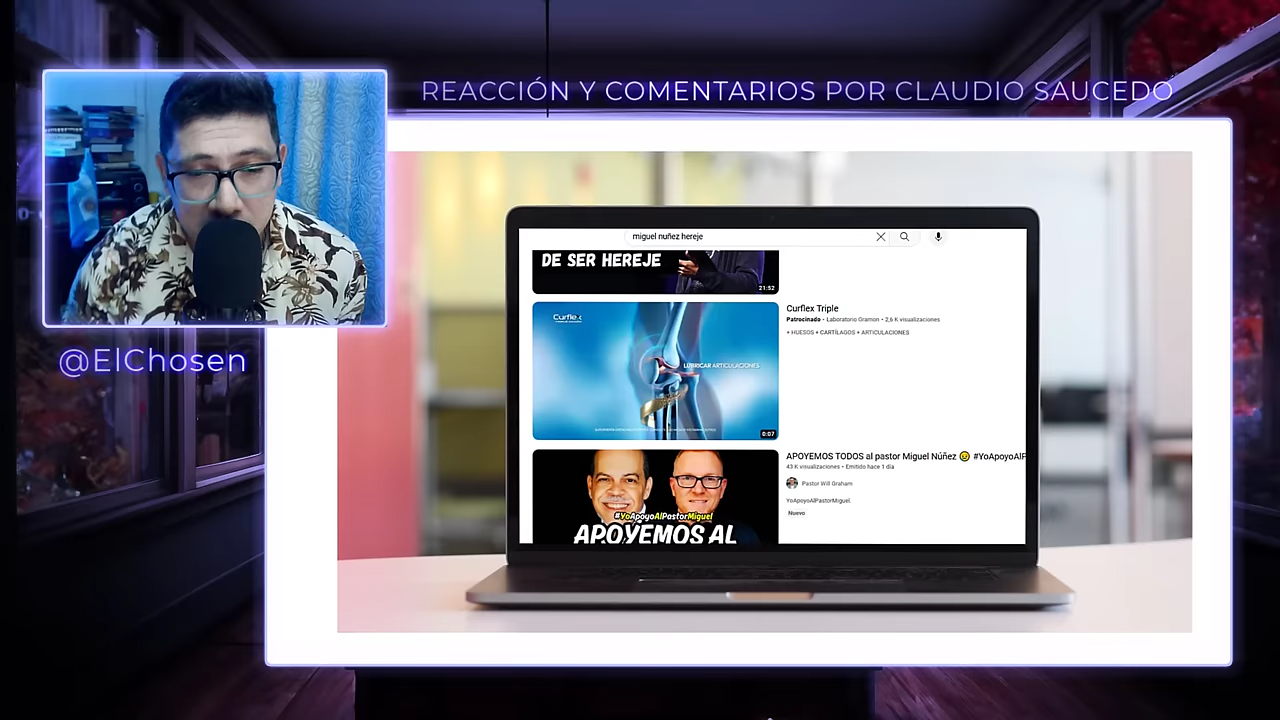 REACCIÓN Y COMENTARIOS POR CLAUDIO SAUCEDO
@ElChosen
miguel nuñez hereje
DE SER HEREJE
21:52
Curflex
LUBRICAR ARTICULACIONES
0:07
Curflex Triple
Patrocinado • Laboratorio Gramon • 2,6 K visualizaciones
+ HUESOS + CARTÍLAGOS + ARTICULACIONES
#YoApoyoAlPastorMiguel
APOYEMOS AL
APOYEMOS TODOS al pastor Miguel Núñez 😉 #YoApoyoAlP
43 K visualizaciones • Emitido hace 1 día
Pastor Will Graham
YoApoyoAlPastorMiguel.
Nuevo